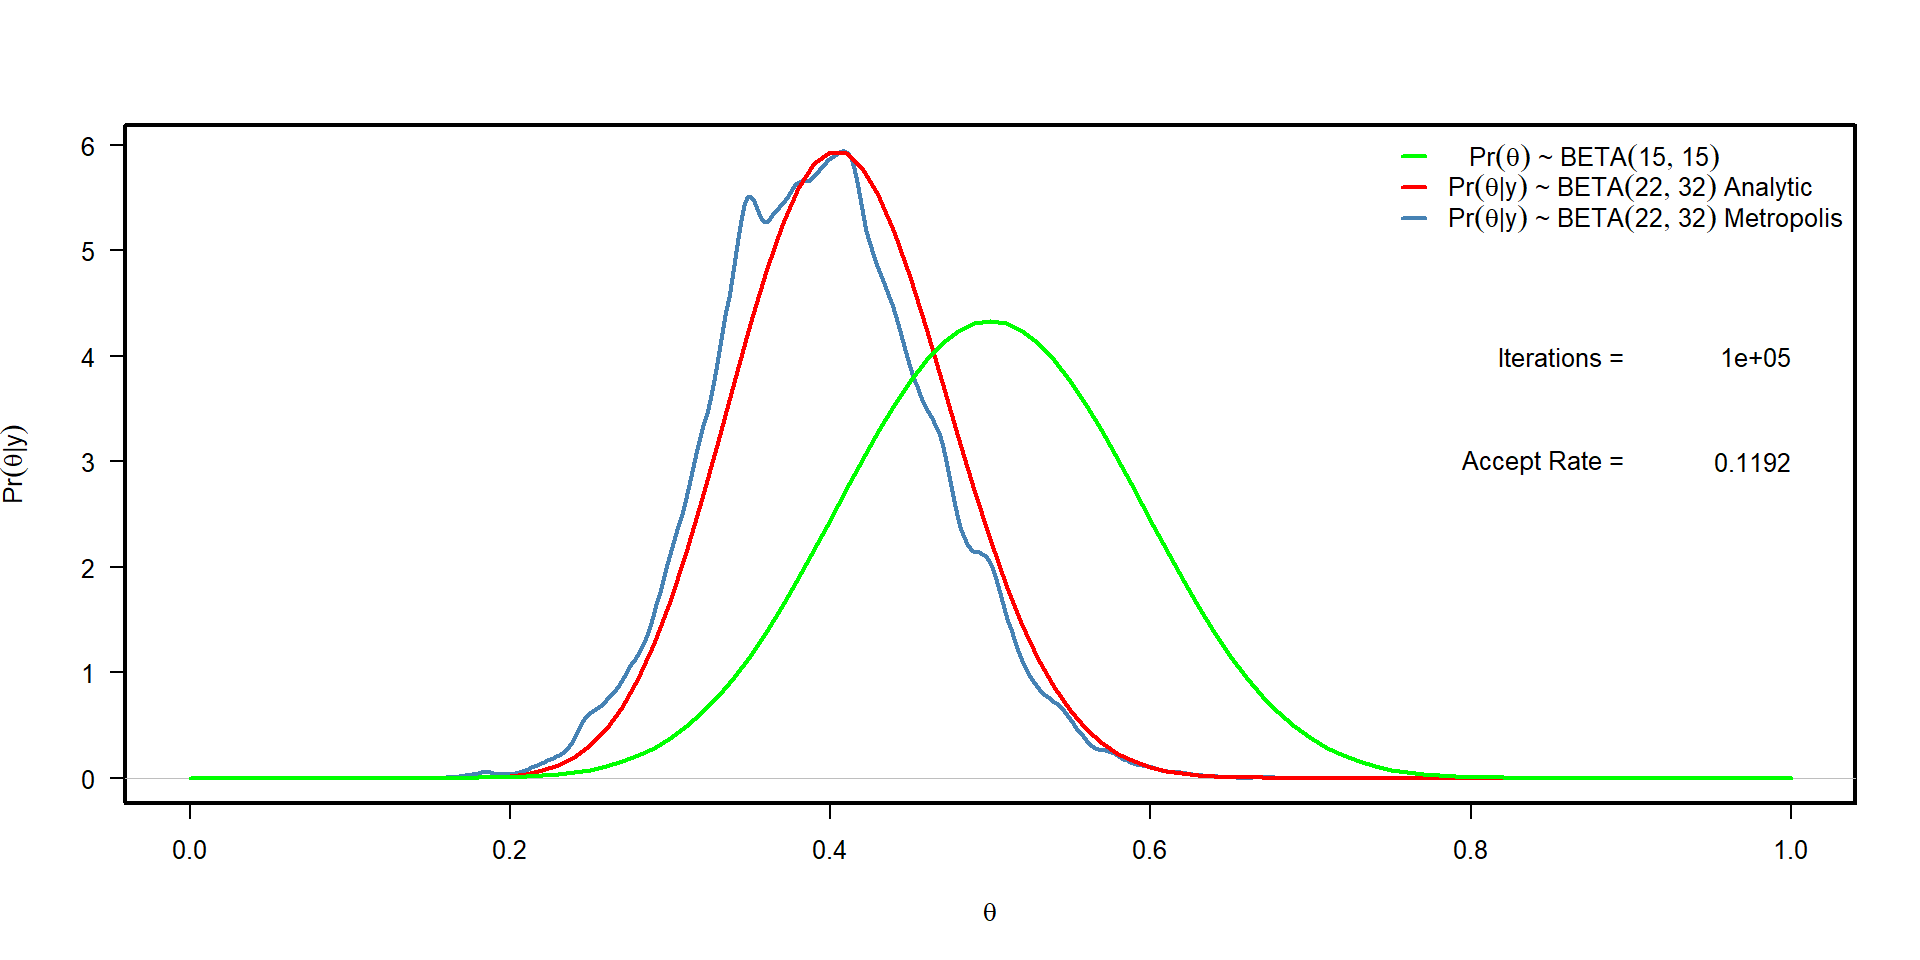 Pr(θ) ~ BETA(15, 15)
Pr(θ|y) ~ BETA(22, 32) Analytic
Pr(θ|y) ~ BETA(22, 32) Metropolis
Iterations = 1e+05
Accept Rate = 0.1192
Pr(θ|y)
6
5
4
3
2
1
0
0.0 0.2 0.4 0.6 0.8 1.0
θ